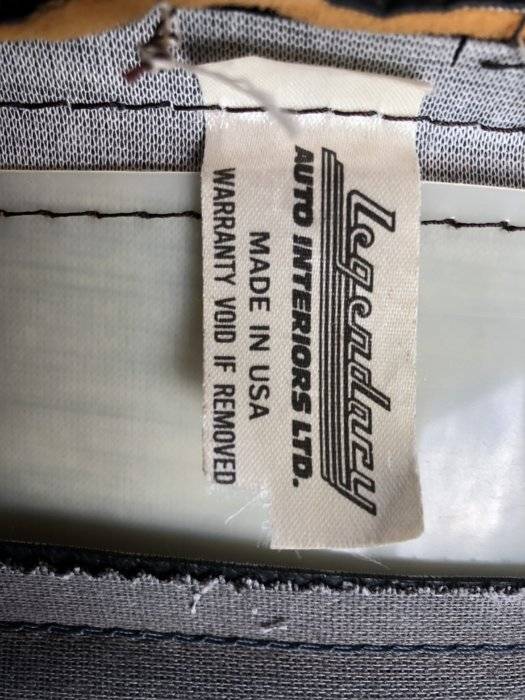 Legendary
AUTO INTERIORS LTD.
MADE IN USA
WARRANTY VOID IF REMOVED